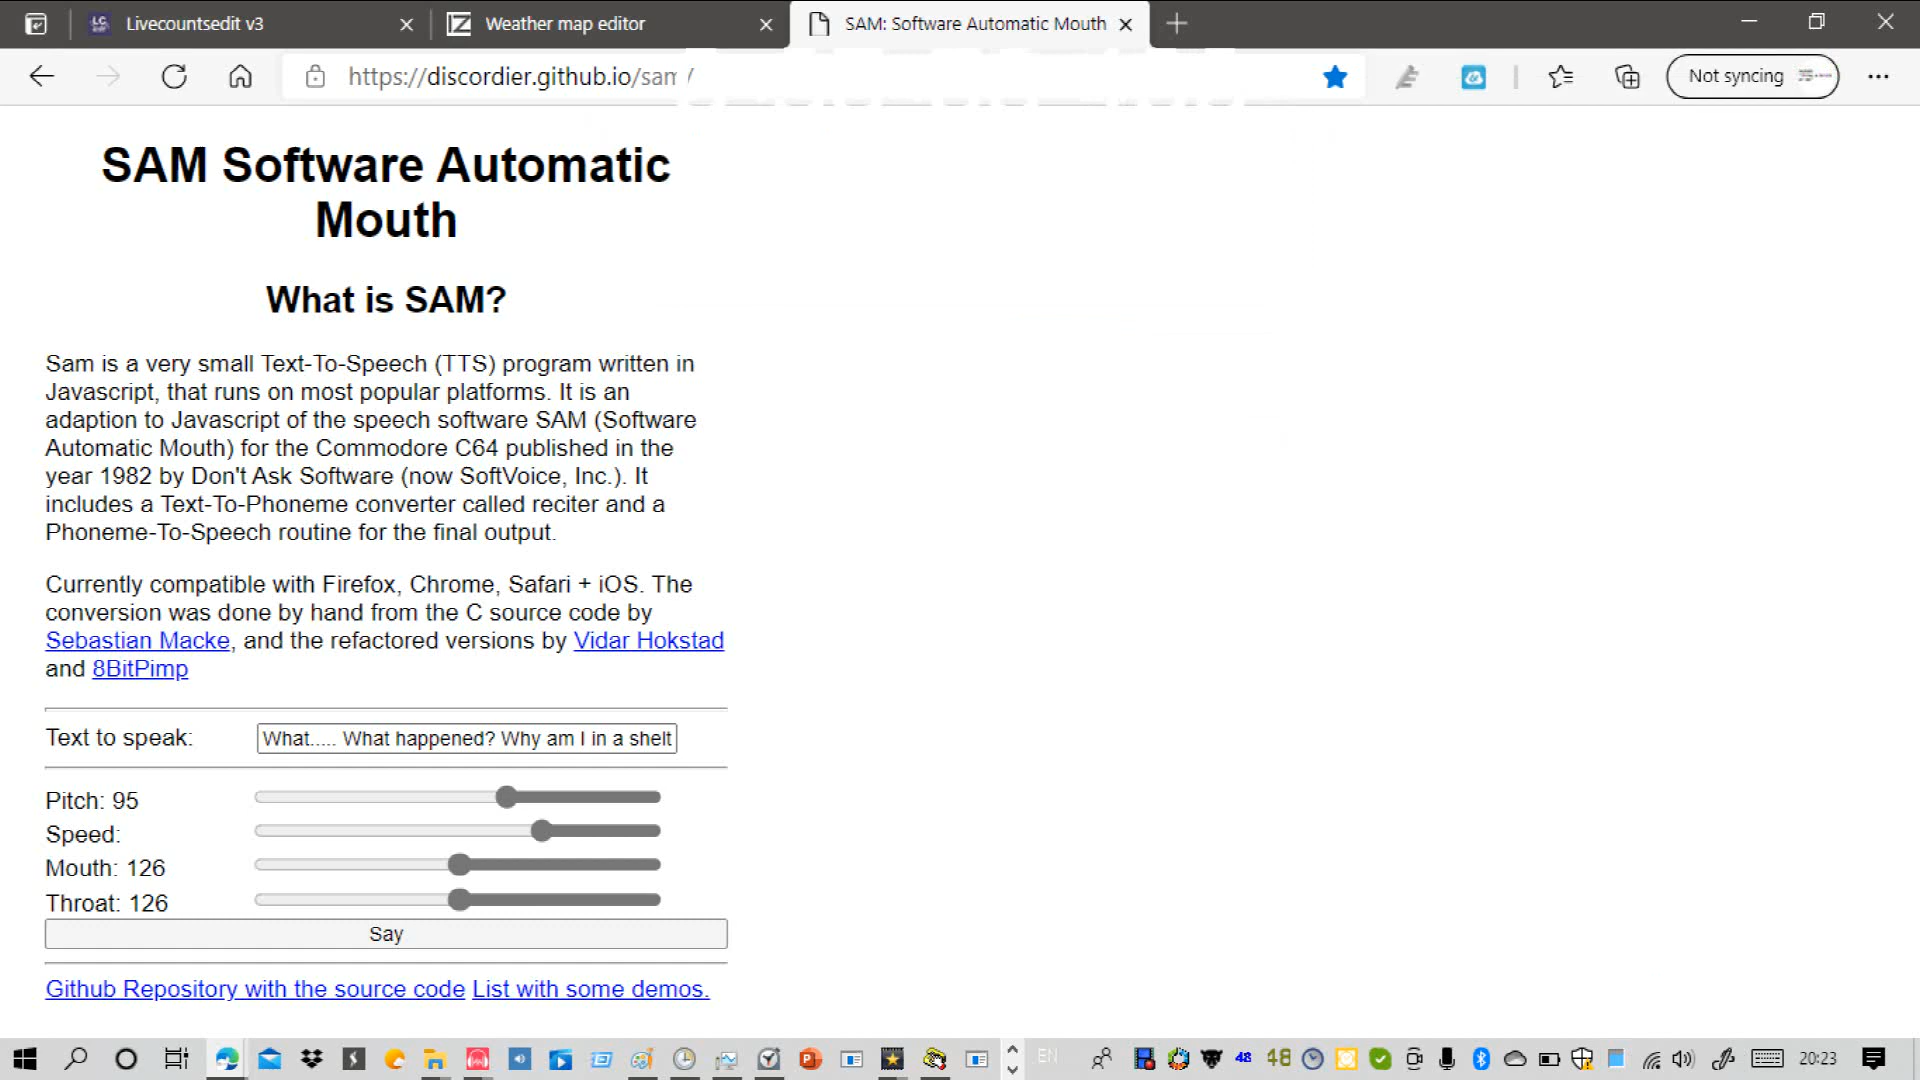 Livecountsedit v3
Weather map editor
SAM: Software Automatic Mouth
https://discordier.github.io/sam/
Not syncing
SAM Software Automatic
Mouth
What is SAM?
Sam is a very small Text-To-Speech (TTS) program written in
Javascript, that runs on most popular platforms. It is an
adaption to Javascript of the speech software SAM (Software
Automatic Mouth) for the Commodore C64 published in the
year 1982 by Don't Ask Software (now SoftVoice, Inc.). It
includes a Text-To-Phoneme converter called reciter and a
Phoneme-To-Speech routine for the final output.
Currently compatible with Firefox, Chrome, Safari + iOS. The
conversion was done by hand from the C source code by
Sebastian Macke, and the refactored versions by Vidar Hokstad
and 8BitPimp
Text to speak: What..... What happened? Why am I in a shelt
Pitch: 95
Speed:
Mouth: 126
Throat: 126
Say
Github Repository with the source code List with some demos.
EN 48 48 20:23